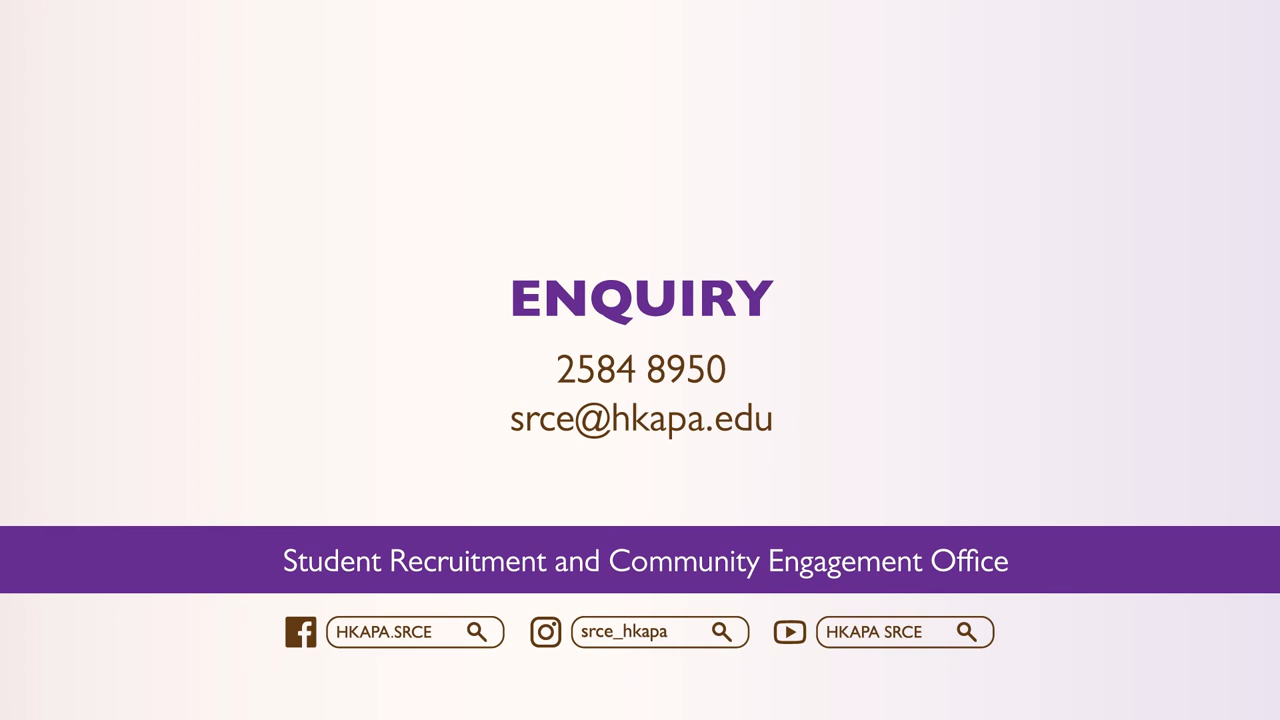 ENQUIRY
2584 8950
srce@hkapa.edu
Student Recruitment and Community Engagement Office
HKAPA.SRCE
srce_hkapa
HKAPA SRCE